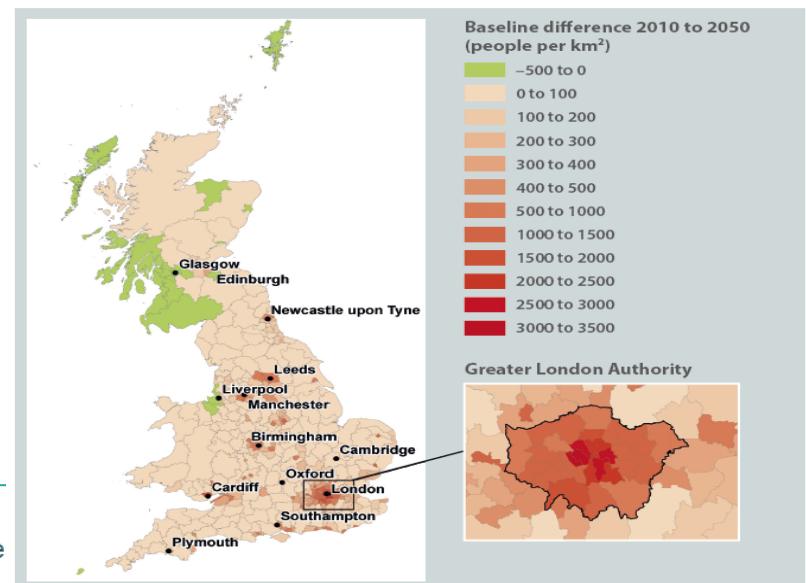 Baseline difference 2010 to 2050
(people per km²)
–500 to 0
0 to 100
100 to 200
200 to 300
300 to 400
400 to 500
500 to 1000
1000 to 1500
1500 to 2000
2000 to 2500
2500 to 3000
3000 to 3500
Glasgow
Edinburgh
Newcastle upon Tyne
Leeds
Liverpool
Manchester
Birmingham
Cambridge
Oxford
Cardiff
London
Southampton
Plymouth
Greater London Authority
e